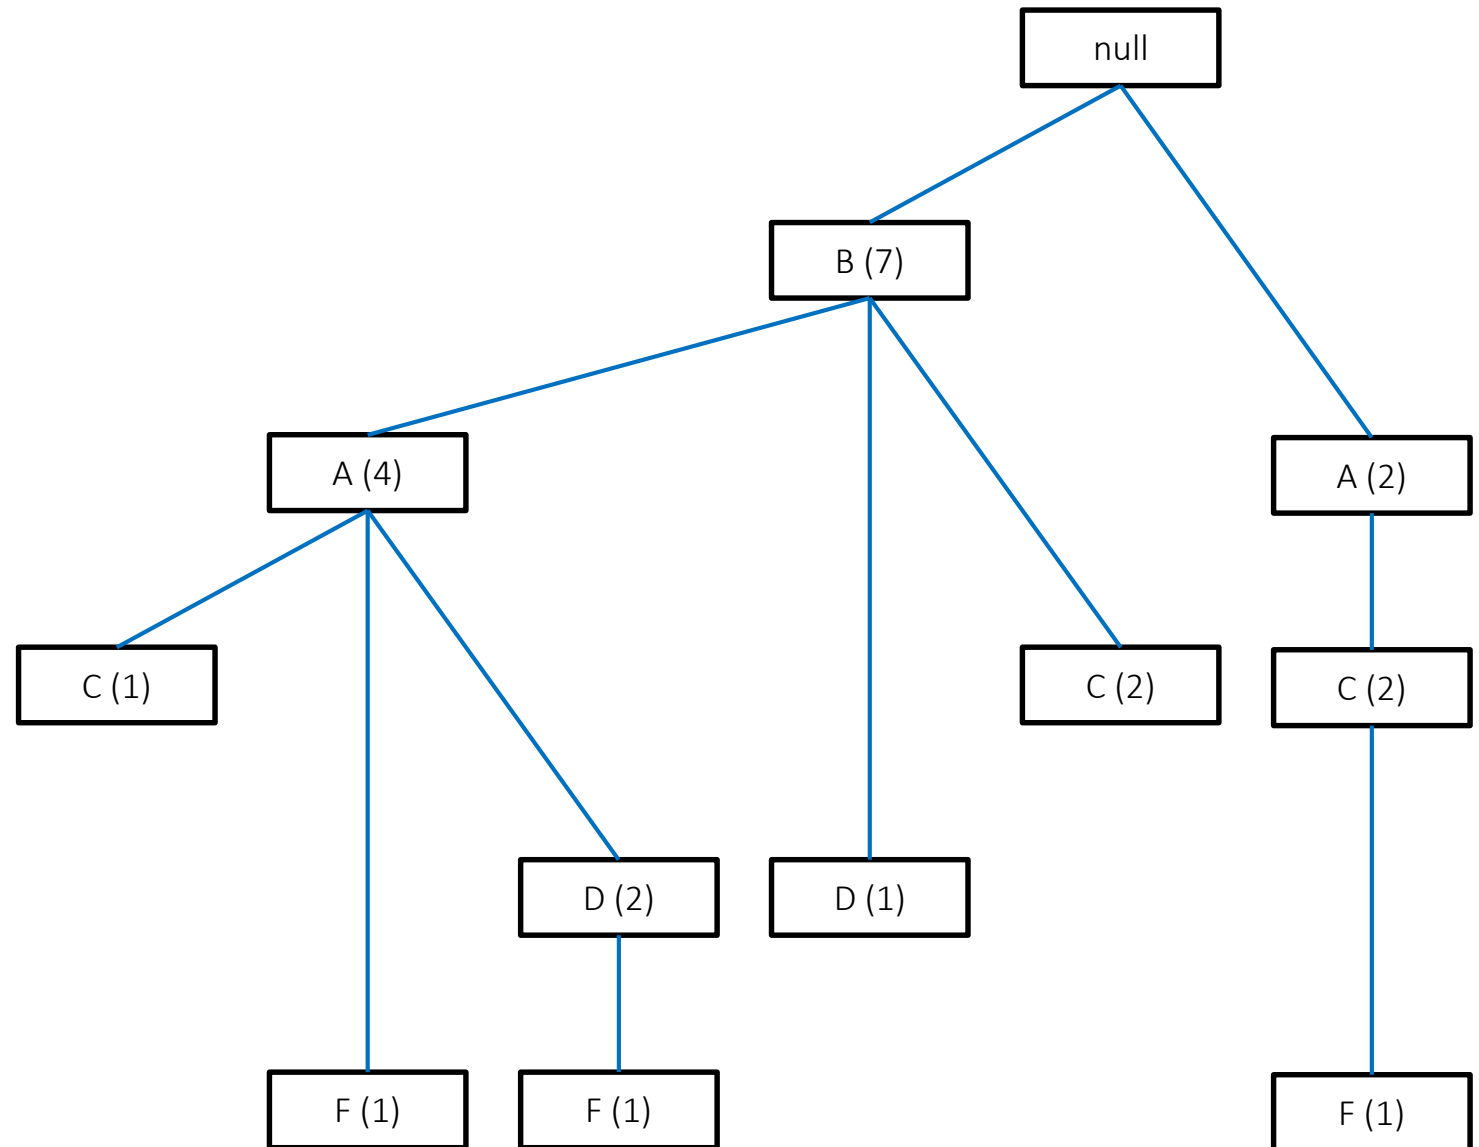 null
B (7)
A (4)
A (2)
C (1)
C (2)
C (2)
D (2)
D (1)
F (1)
F (1)
F (1)